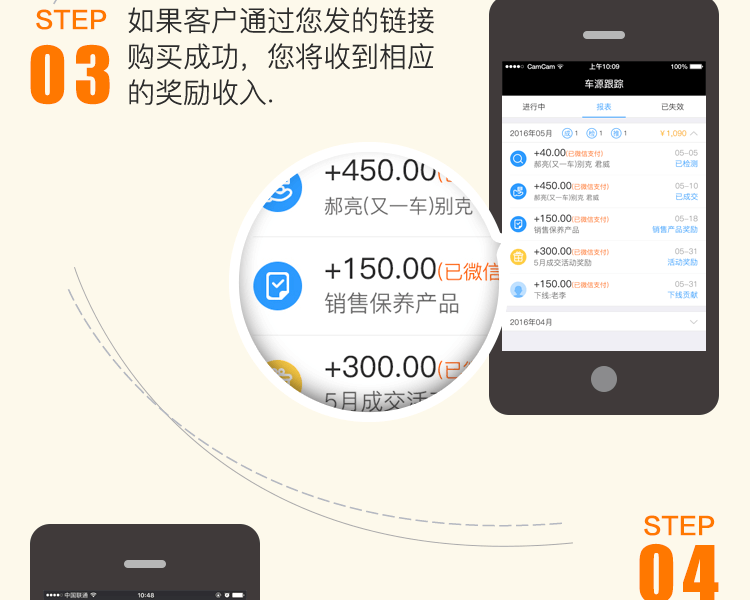 STEP
03
如果客户通过您发的链接
购买成功，您将收到相应
的奖励收入.
CamCam 上午10:09 100%
车源跟踪
进行中 报表 已失效
2016年05月 成 1 检 1 推 1 ￥1,090
+40.00(已微信支付) 05-05
郝亮(又一车)别克 君威 已检测
+450.00(已微信支付) 05-10
郝亮(又一车)别克 君威 已成交
+150.00(已微信支付) 05-18
销售保养产品 销售产品奖励
+300.00(已微信支付) 05-31
5月成交活动奖励 活动奖励
+150.00(已微信支付) 05-31
下线:老李 下线贡献
2016年04月
+450.00(
郝亮(又一车)别克
+150.00(已微信
销售保养产品
+300.00(已
5月成交活
STEP
04
中国联通 10:48